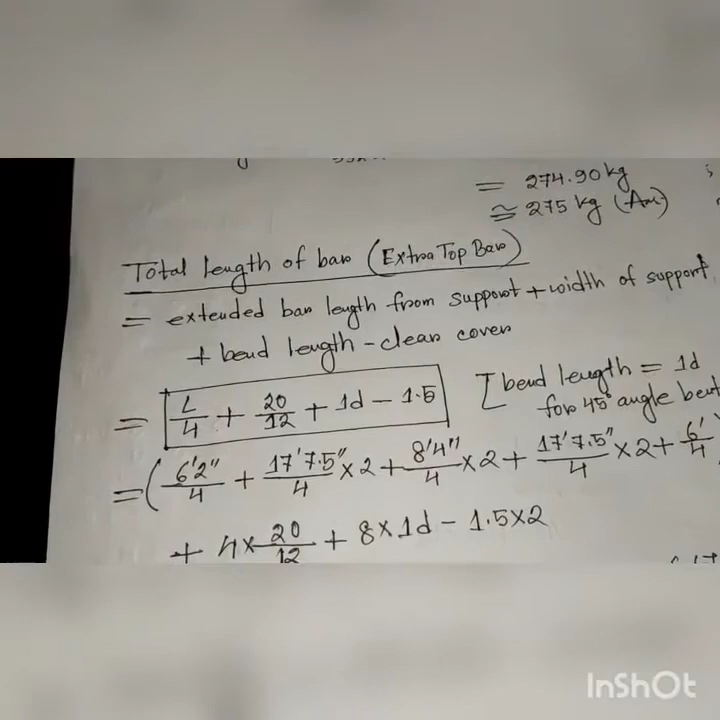 = 274.90 kg
≅ 275 kg (Ans)
Total length of bar (Extra Top Bar)
= extended bar length from support + width of support
+ bend length - clear cover
= L/4 + 20/12 + 1d - 1.5 [bend length = 1d
for 45° angle bent
= (6'2"/4 + 17'7.5"/4 × 2 + 8'4"/4 × 2 + 17'7.5"/4 × 2 + 6'/4
+ 4 × 20/12 + 8 × 1d - 1.5 × 2
InShOt